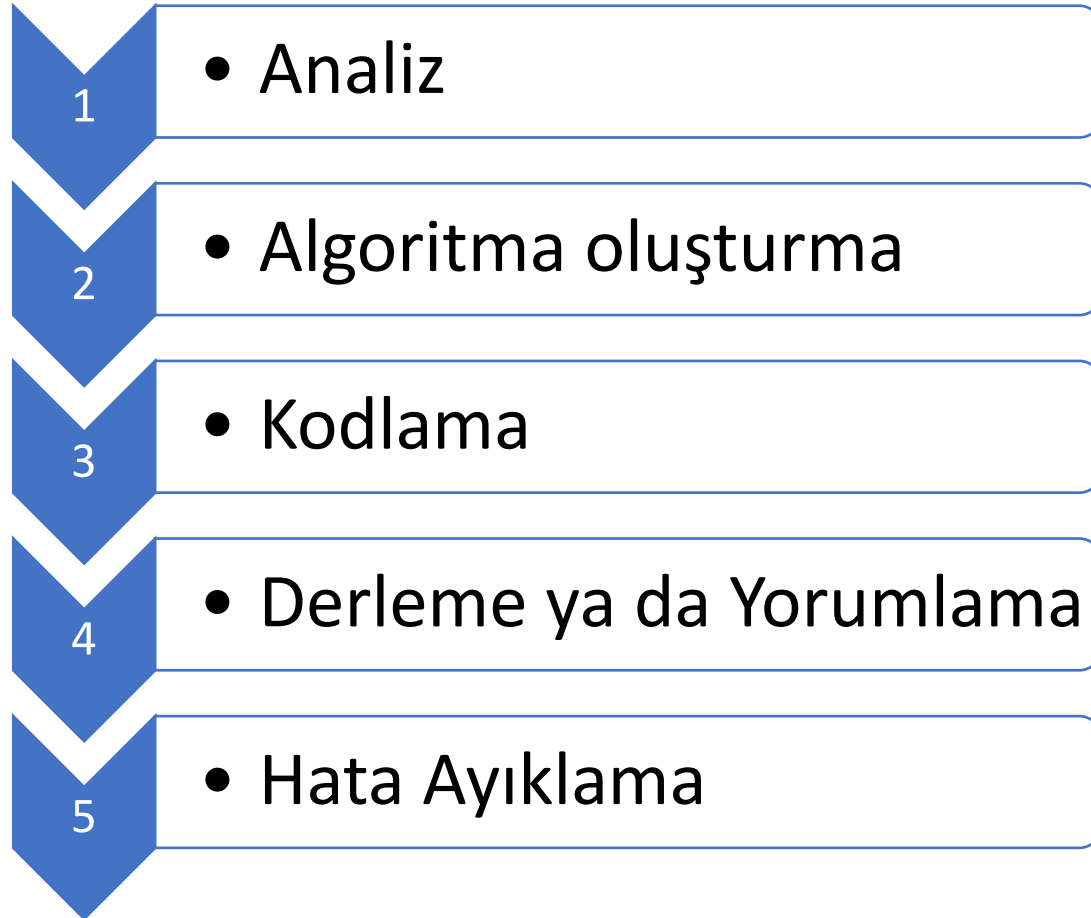 1
• Analiz
2
• Algoritma oluşturma
3
• Kodlama
4
• Derleme ya da Yorumlama
5
• Hata Ayıklama